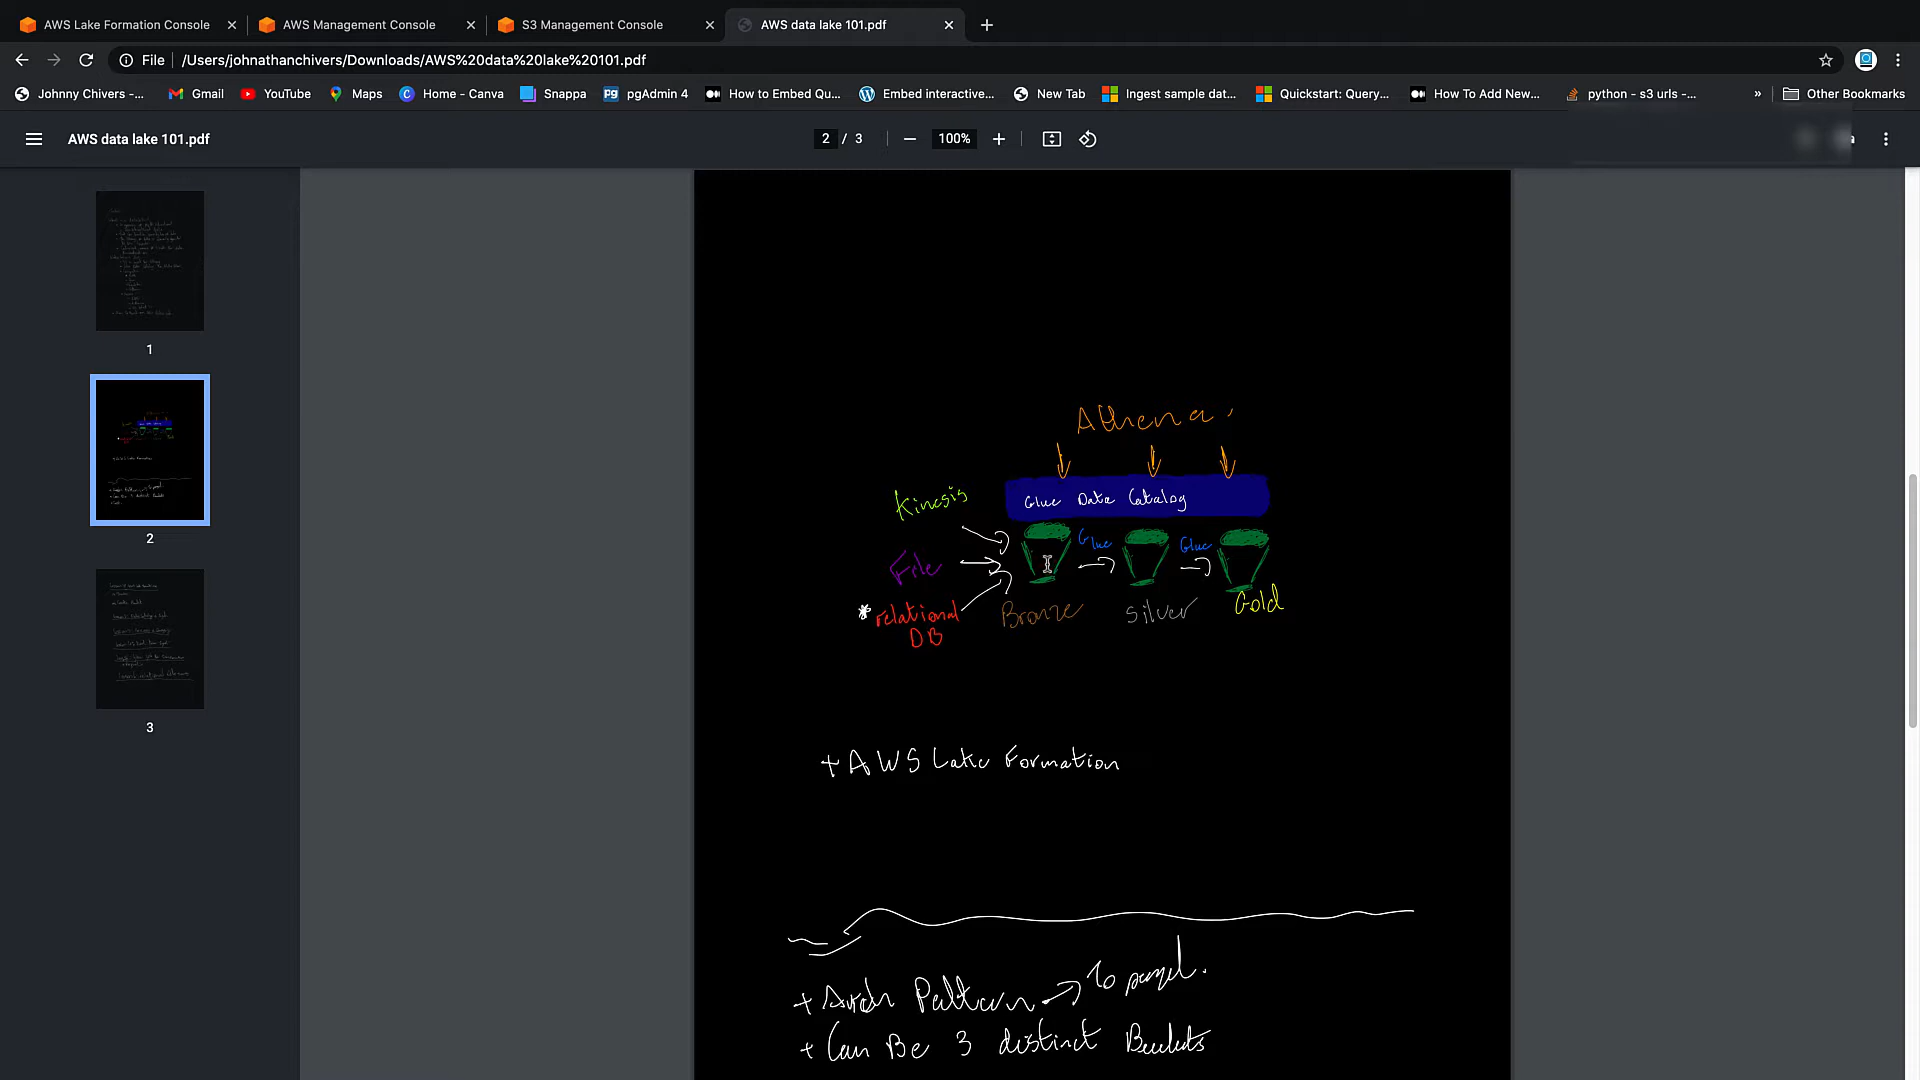 AWS Lake Formation Console
AWS Management Console
S3 Management Console
AWS data lake 101.pdf
File
/Users/johnathanchivers/Downloads/AWS%20data%20lake%20101.pdf
Johnny Chivers -...
Gmail
YouTube
Maps
Home - Canva
Snappa
pgAdmin 4
How to Embed Qu...
Embed interactive...
New Tab
Ingest sample dat...
Quickstart: Query...
How To Add New...
python - s3 urls -...
»
Other Bookmarks
AWS data lake 101.pdf
2 / 3
100%
1
2
3
Athena
Glue Data Catalog
Kinesis
File
* relational
DB
Glue
Glue
Bronze
Silver
Gold
+ AWS Lake Formation
+ Arch Pattern
+ Can Be 3 distinct Buckets